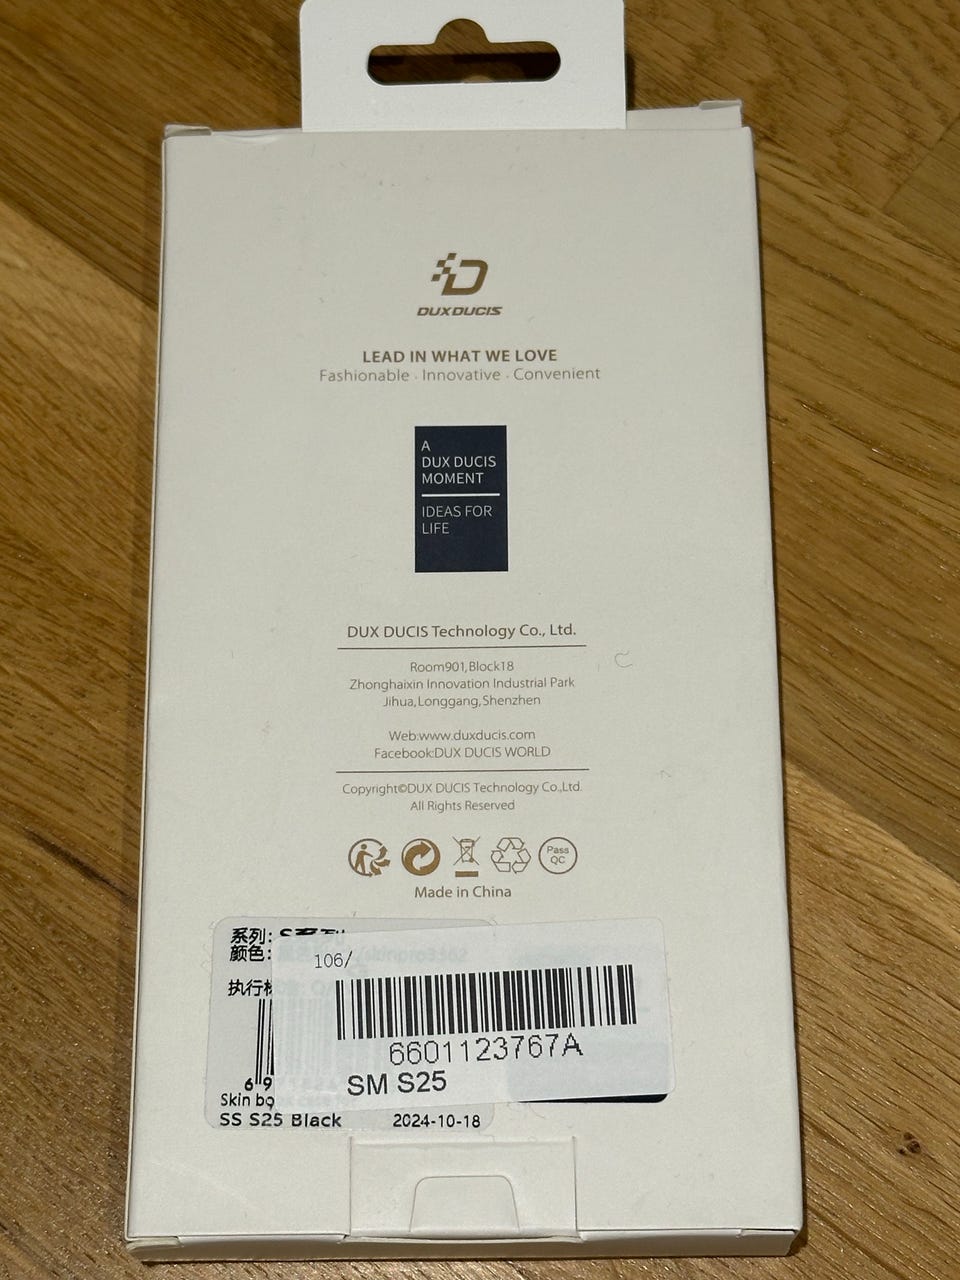 DUX DUCIS
LEAD IN WHAT WE LOVE
Fashionable · Innovative · Convenient
A
DUX DUCIS
MOMENT
IDEAS FOR
LIFE
DUX DUCIS Technology Co., Ltd.
Room901,Block18
Zhonghaixin Innovation Industrial Park
Jihua,Longgang,Shenzhen
Web:www.duxducis.com
Facebook:DUX DUCIS WORLD
Copyright©DUX DUCIS Technology Co.,Ltd.
All Rights Reserved
Pass
QC
Made in China
系列:
颜色:
106/
执行
6601123767A
SM S25
6 9
Skin
SS S25 Black 2024-10-18